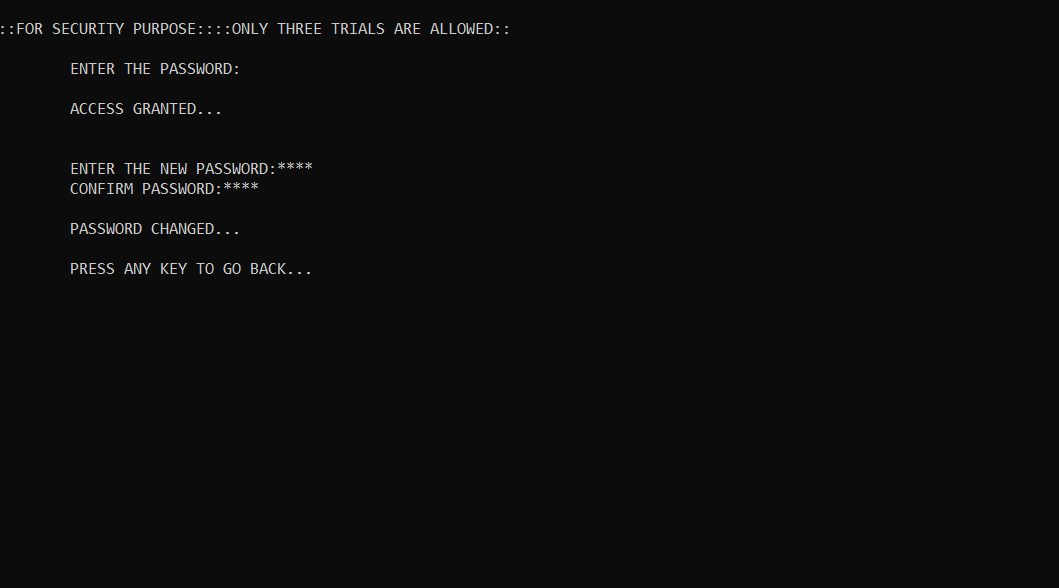 ::FOR SECURITY PURPOSE::::ONLY THREE TRIALS ARE ALLOWED::
ENTER THE PASSWORD:
ACCESS GRANTED...
ENTER THE NEW PASSWORD:****
CONFIRM PASSWORD:****
PASSWORD CHANGED...
PRESS ANY KEY TO GO BACK...